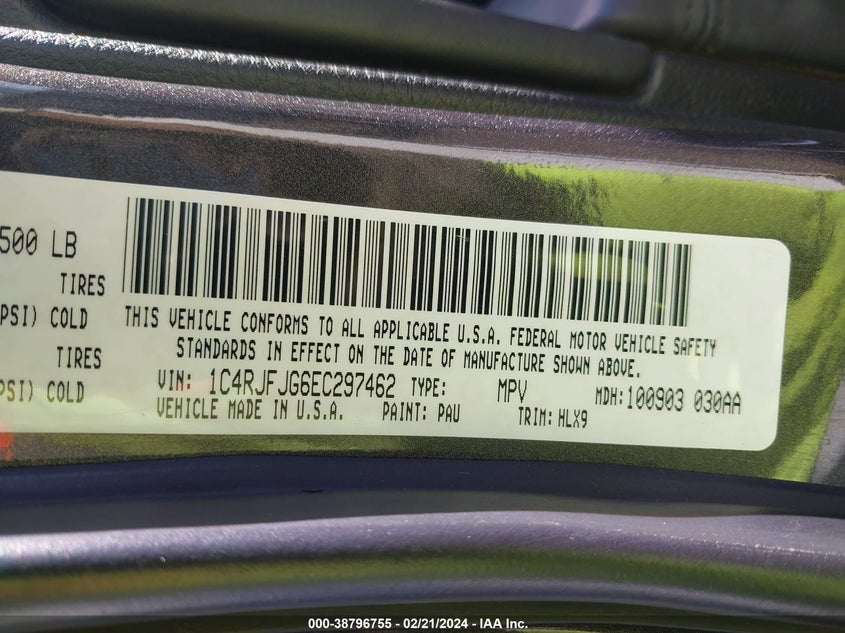 500 LB
TIRES
PSI) COLD
TIRES
PSI) COLD
THIS VEHICLE CONFORMS TO ALL APPLICABLE U.S.A. FEDERAL MOTOR VEHICLE SAFETY
STANDARDS IN EFFECT ON THE DATE OF MANUFACTURE SHOWN ABOVE.
VIN: 1C4RJFJG6EC297462 TYPE: MPV MDH:100903 030AA
VEHICLE MADE IN U.S.A. PAINT: PAU TRIM: HLX9
000-38796755 - 02/21/2024 - IAA Inc.